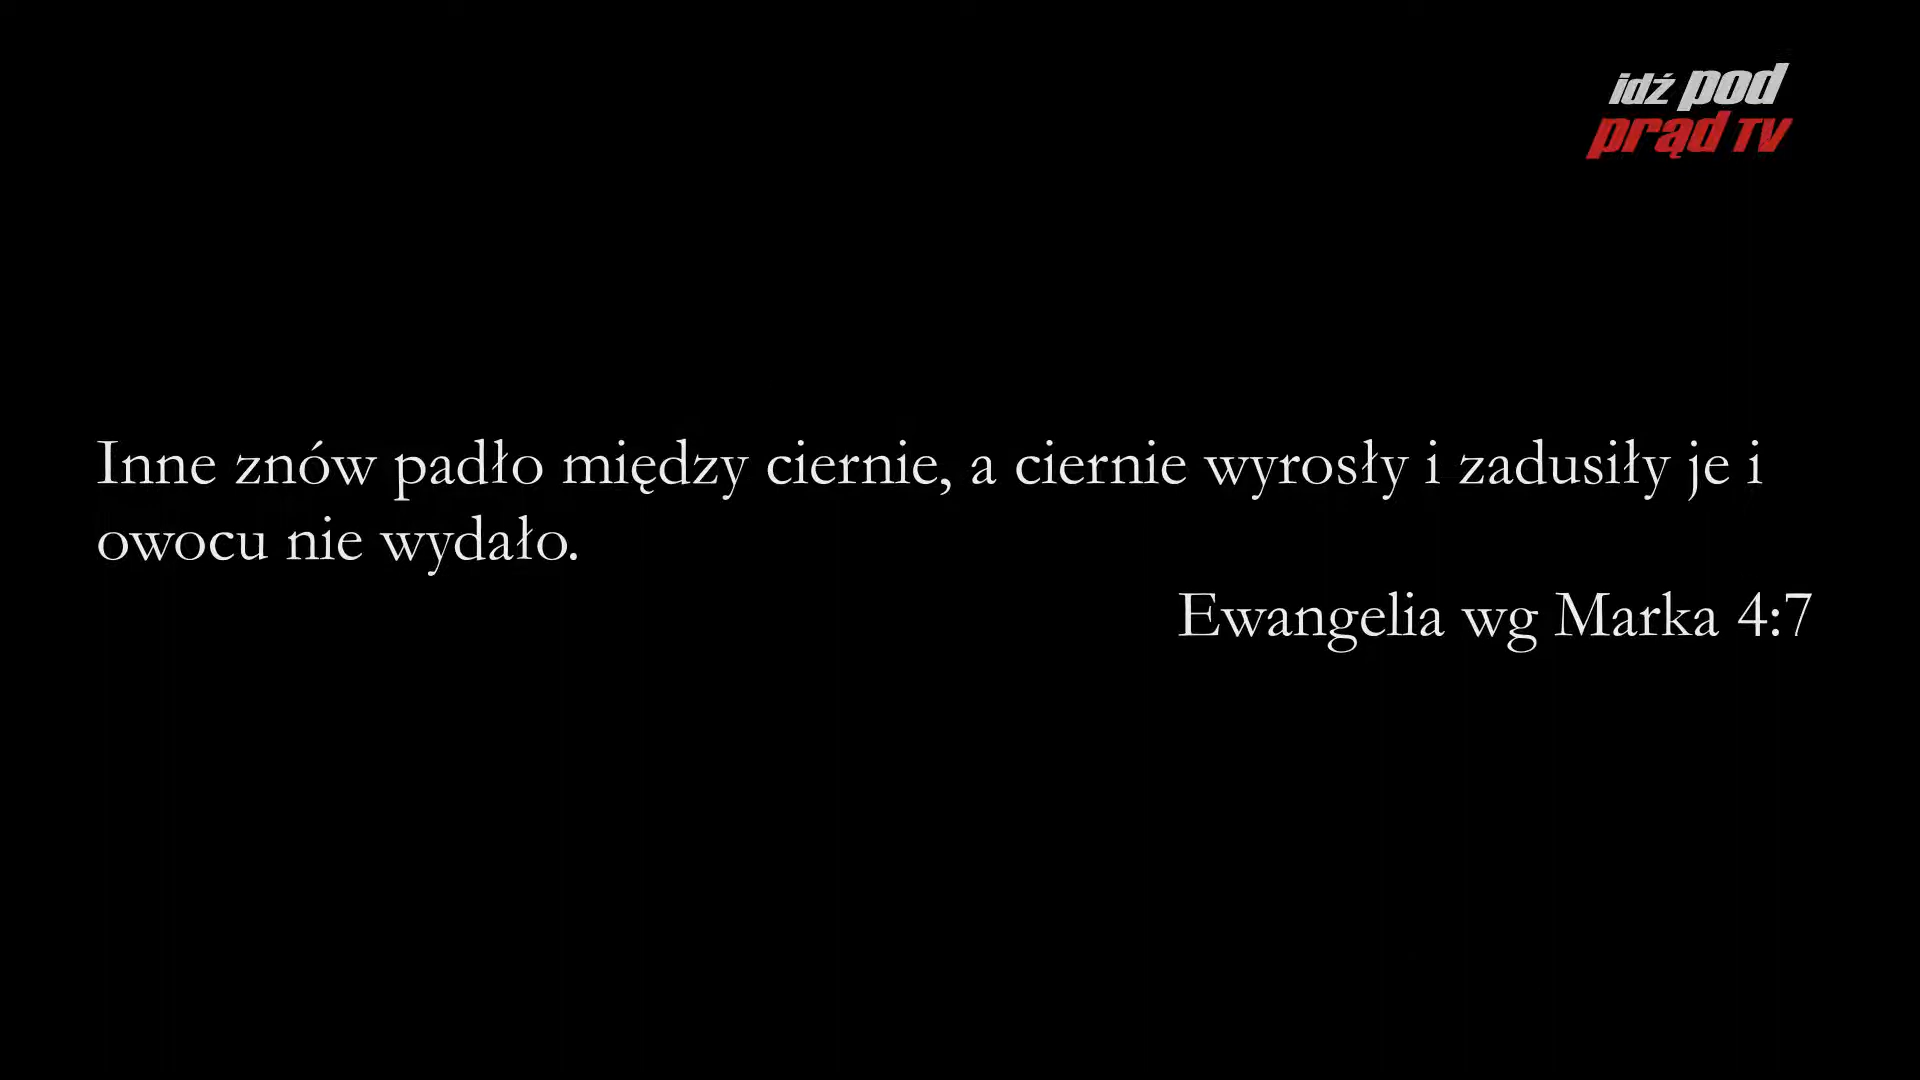 idź pod
prąd TV
Inne znów padło między ciernie, a ciernie wyrosły i zadusiły je i
owocu nie wydało.
Ewangelia wg Marka 4:7